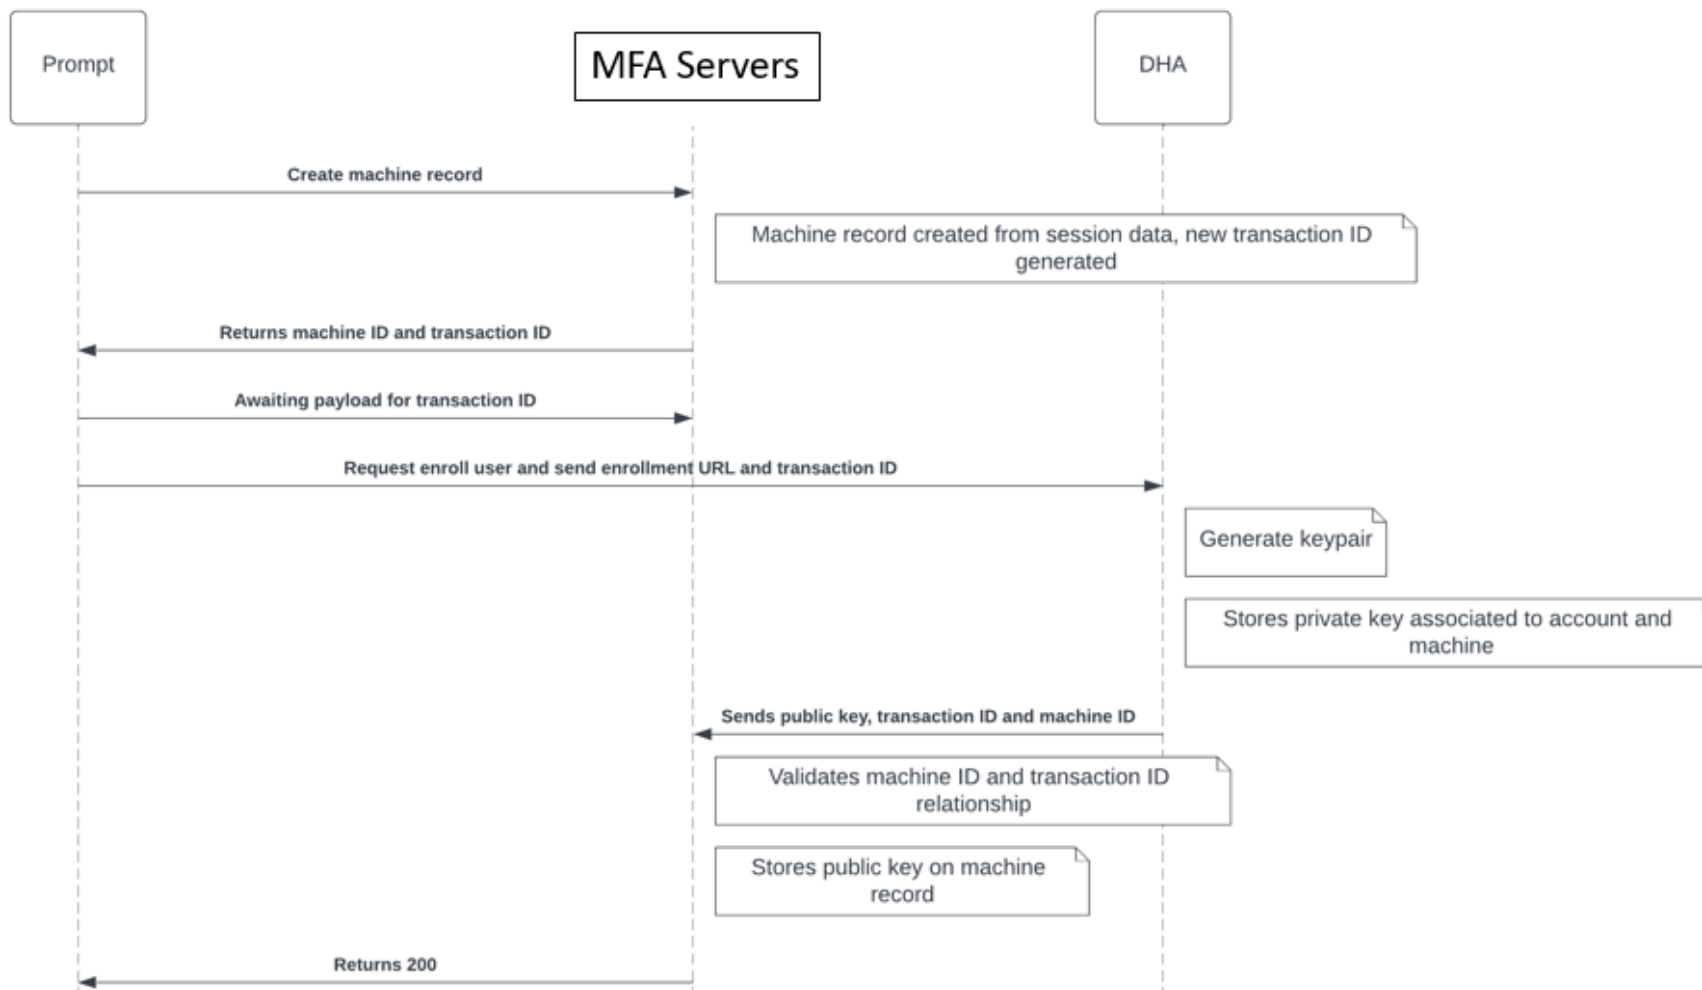 Prompt
MFA Servers
DHA
Create machine record
Machine record created from session data, new transaction ID
generated
Returns machine ID and transaction ID
Awaiting payload for transaction ID
Request enroll user and send enrollment URL and transaction ID
Generate keypair
Stores private key associated to account and
machine
Sends public key, transaction ID and machine ID
Validates machine ID and transaction ID
relationship
Stores public key on machine
record
Returns 200